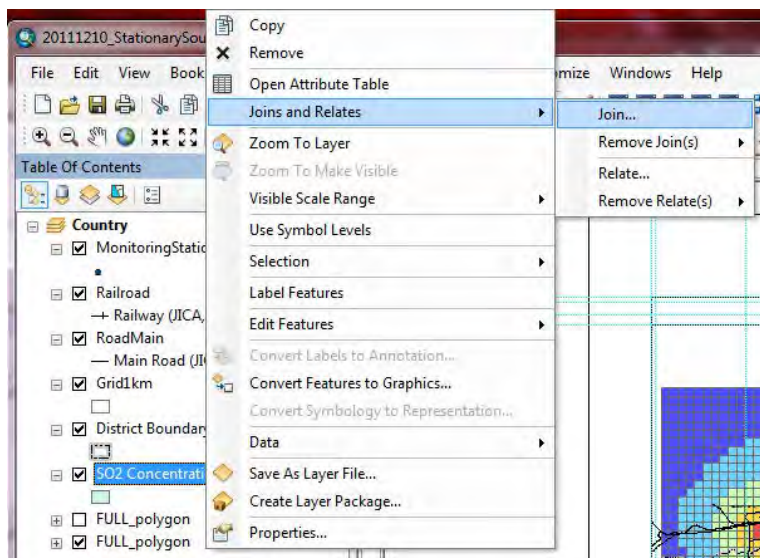 20111210_StationarySou
File Edit View Book
mize Windows Help
Table Of Contents
Country
MonitoringStatio
Railroad
Railway (JICA,
RoadMain
Main Road (JI
Grid1km
District Boundar
SO2 Concentrati
FULL_polygon
FULL_polygon
Copy
Remove
Open Attribute Table
Joins and Relates
Zoom To Layer
Zoom To Make Visible
Visible Scale Range
Use Symbol Levels
Selection
Label Features
Edit Features
Convert Labels to Annotation...
Convert Features to Graphics...
Convert Symbology to Representation...
Data
Save As Layer File...
Create Layer Package...
Properties...
Join...
Remove Join(s)
Relate...
Remove Relate(s)